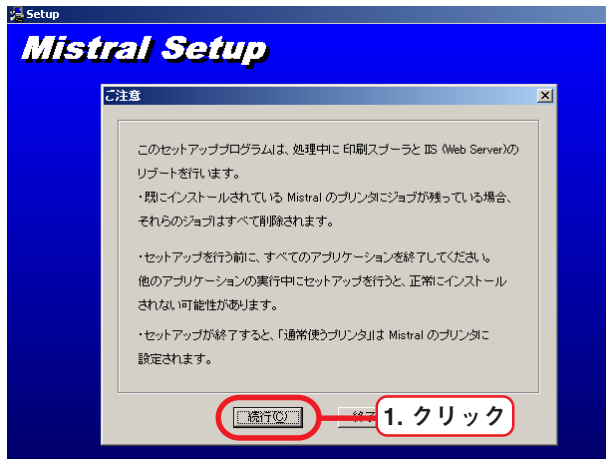 Setup
Mistral Setup
ご注意
このセットアッププログラムは、処理中に 印刷スプーラと IIS (Web Server)の
リブートを行います。
・既にインストールされている Mistral のプリンタにジョブが残っている場合、
それらのジョブはすべて削除されます。
・セットアップを行う前に、すべてのアプリケーションを終了してください。
他のアプリケーションの実行中にセットアップを行うと、正常にインストール
されない可能性があります。
・セットアップが終了すると、「通常使うプリンタ」は Mistral のプリンタに
設定されます。
続行(C) 終了
1. クリック